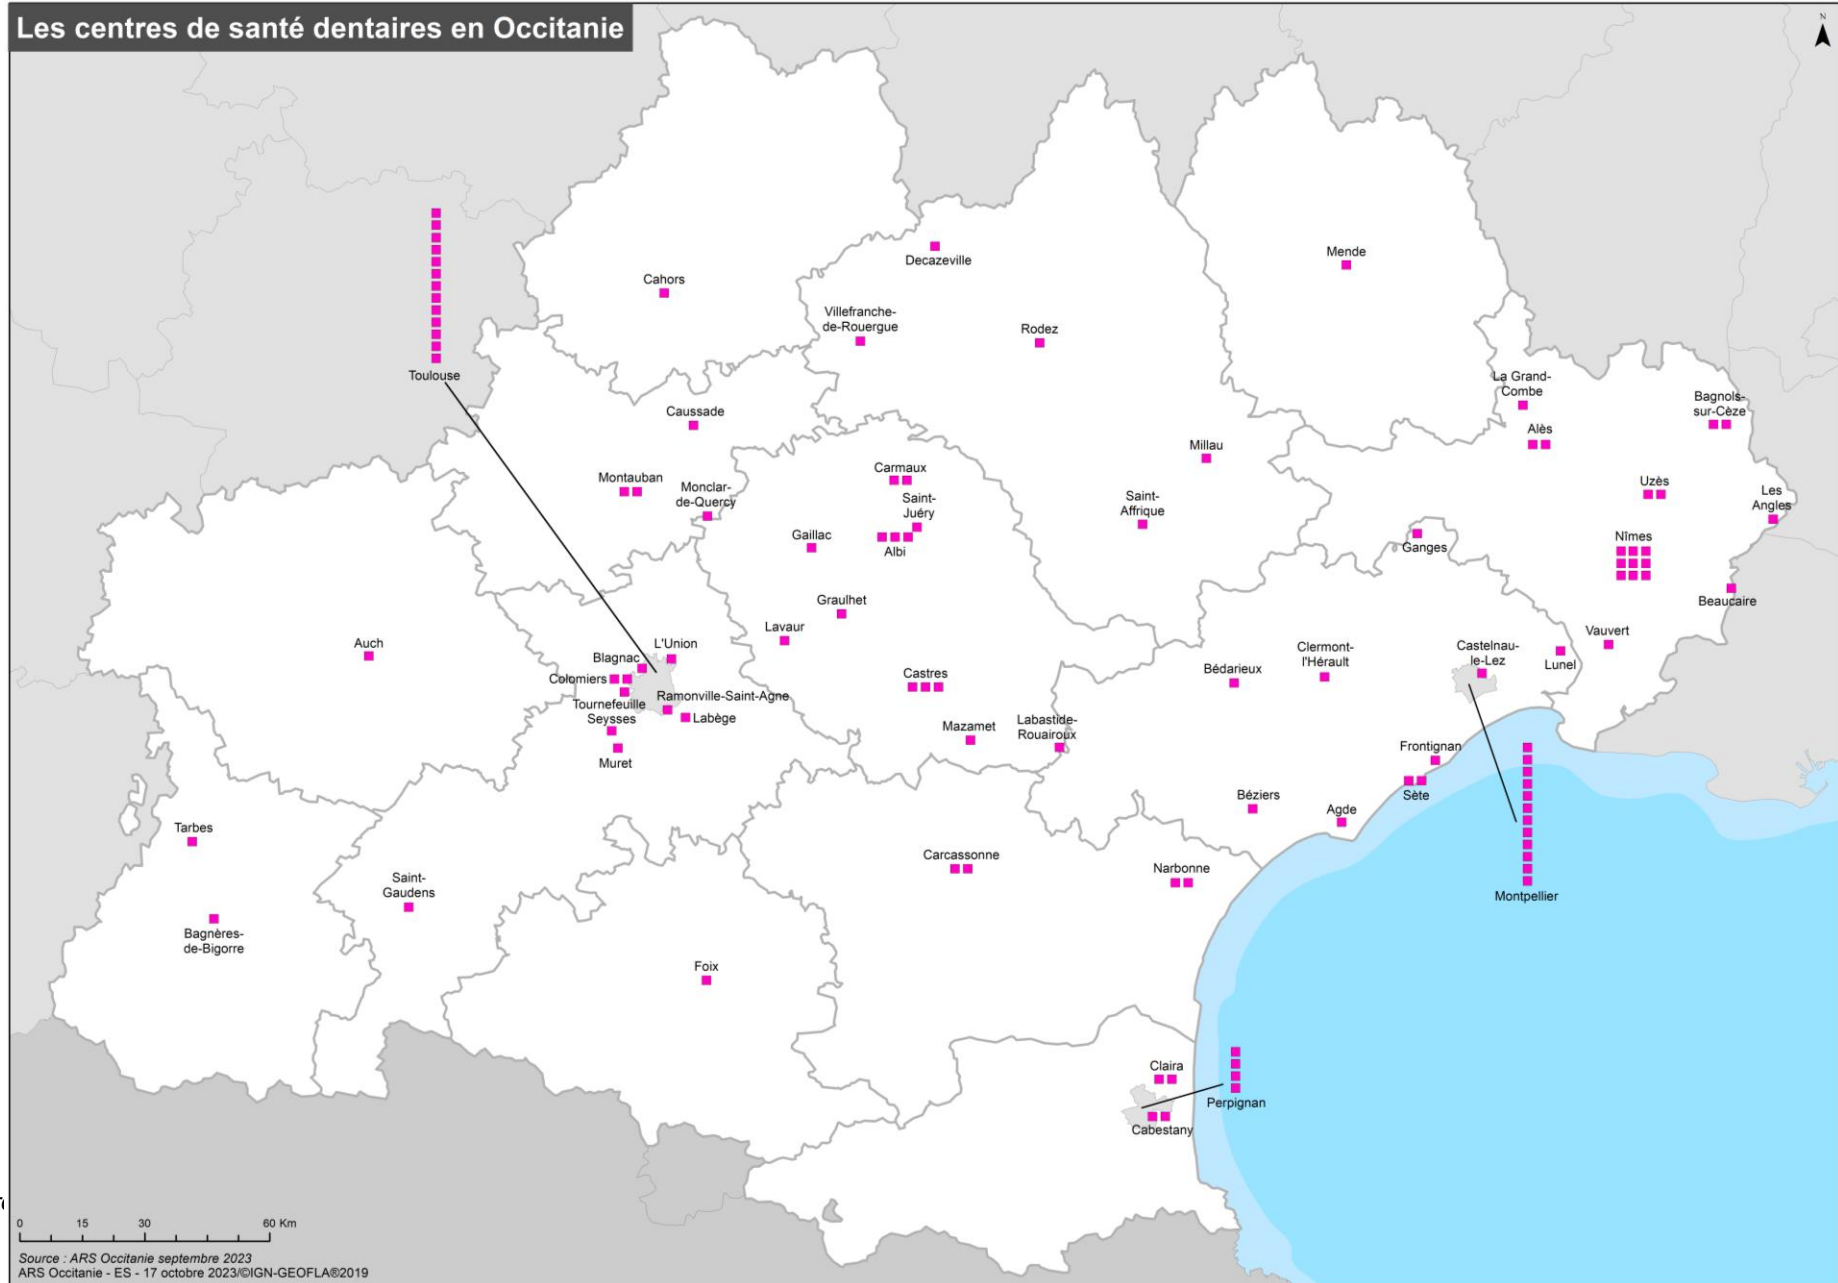 Les centres de santé dentaires en Occitanie
N
Decazeville
Mende
Cahors
Villefranche-
de-Rouergue
Rodez
Toulouse
La Grand-
Combe
Bagnols-
sur-Cèze
Caussade
Alès
Millau
Carmaux
Montauban
Monclar-
de-Quercy
Saint-
Juéry
Saint-
Affrique
Uzès
Les
Angles
Gaillac
Albi
Ganges
Nîmes
Graulhet
Beaucaire
Lavaur
Vauvert
Auch
L'Union
Blagnac
Clermont-
l'Hérault
Castelnau-
le-Lez
Lunel
Bédarieux
Colomiers
Castres
Ramonville-Saint-Agne
Tournefeuille
Seysses
Labège
Mazamet
Labastide-
Rouairoux
Muret
Frontignan
Sète
Béziers
Agde
Tarbes
Carcassonne
Narbonne
Saint-
Gaudens
Montpellier
Bagnères-
de-Bigorre
Foix
Claira
Perpignan
Cabestany
0 15 30 60 Km
Source : ARS Occitanie septembre 2023
ARS Occitanie - ES - 17 octobre 2023/©IGN-GEOFLA®2019